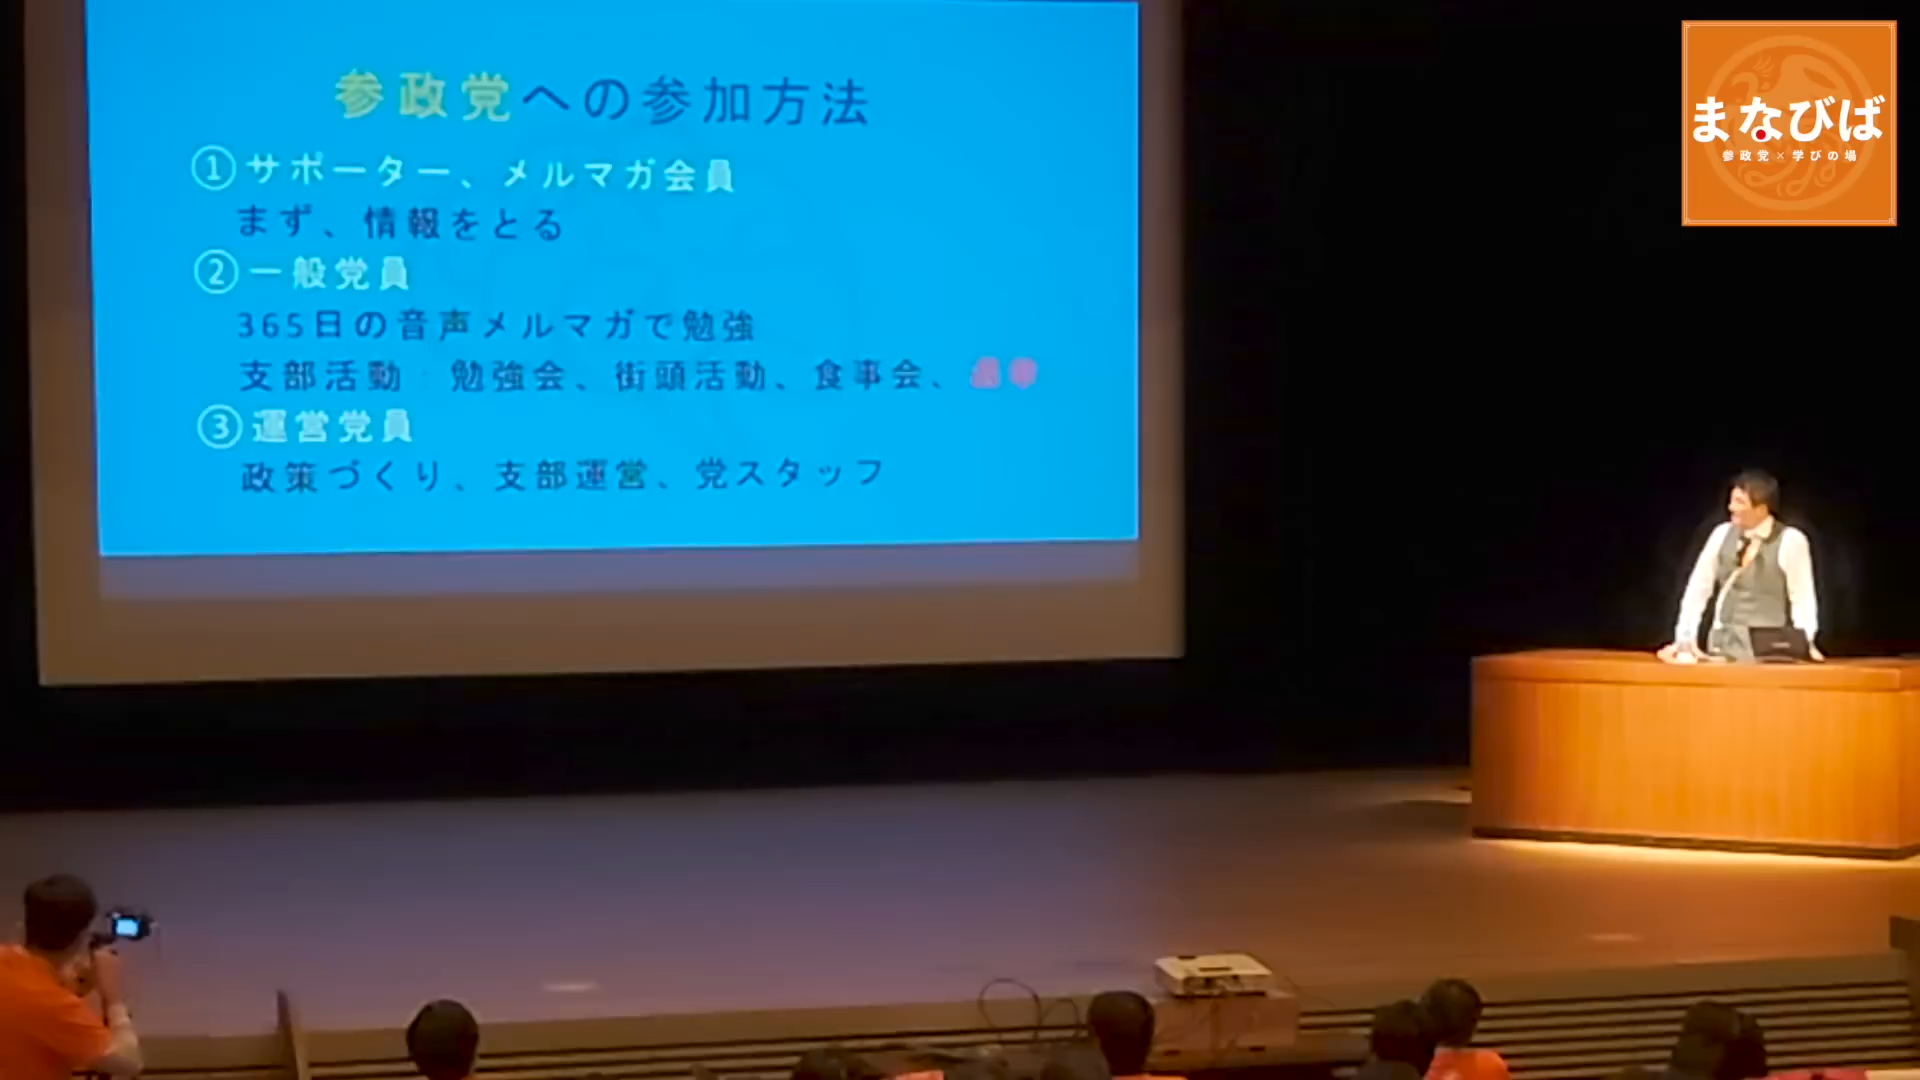 参政党への参加方法
①サポーター、メルマガ会員
まず、情報をとる
②一般党員
365日の音声メルマガで勉強
支部活動：勉強会、街頭活動、食事会、
③運営党員
政策づくり、支部運営、党スタッフ
まなびば
参政党×学びの場